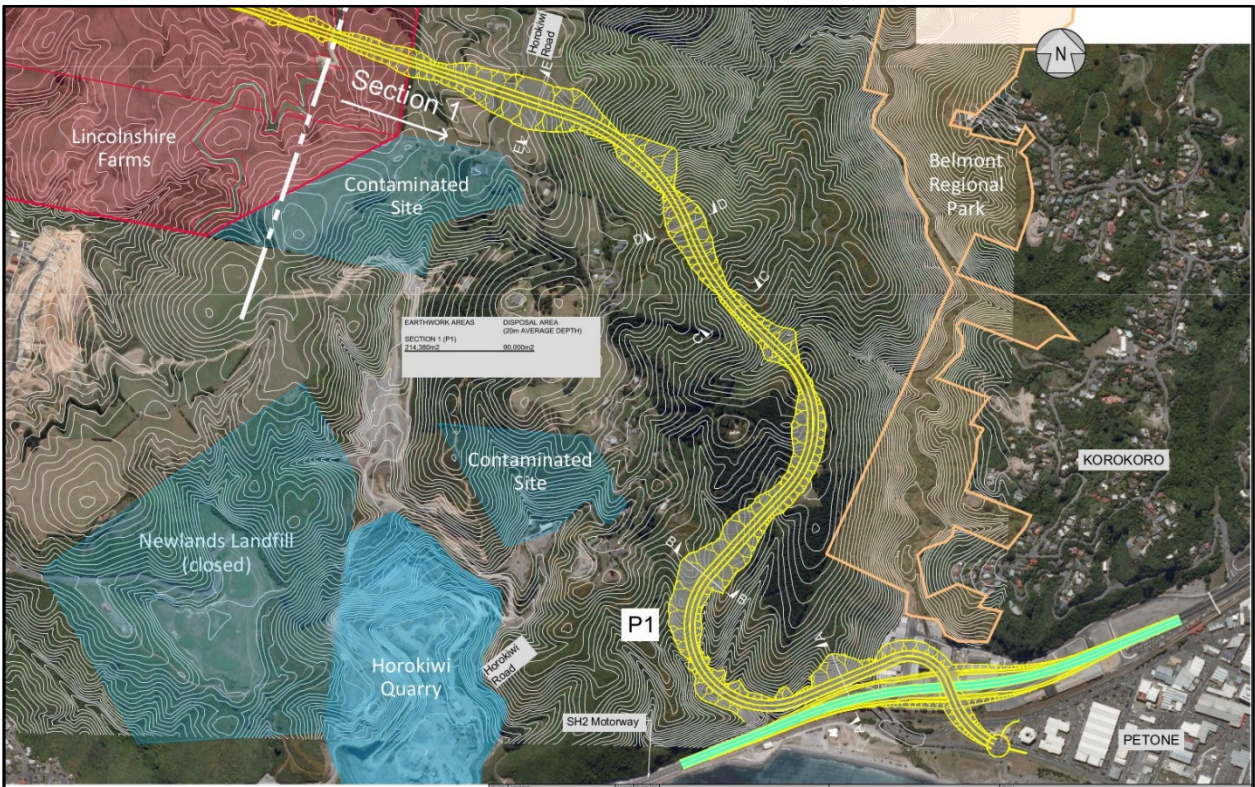 Horokiwi
Road
N
E
Section 1
Lincolnshire
Farms
E
Contaminated
Site
Belmont
Regional
Park
D
D
C
EARTHWORK AREAS DISPOSAL AREA
(20m AVERAGE DEPTH)
SECTION 1 (P1)
214,380m2 90,000m2
C
KOROKORO
Contaminated
Site
Newlands Landfill
(closed)
B
B
P1
A
Horokiwi
Quarry
Horokiwi
Road
SH2 Motorway
A
PETONE